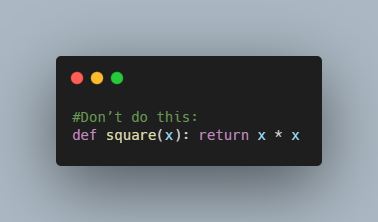 #Don’t do this:
def square(x): return x * x